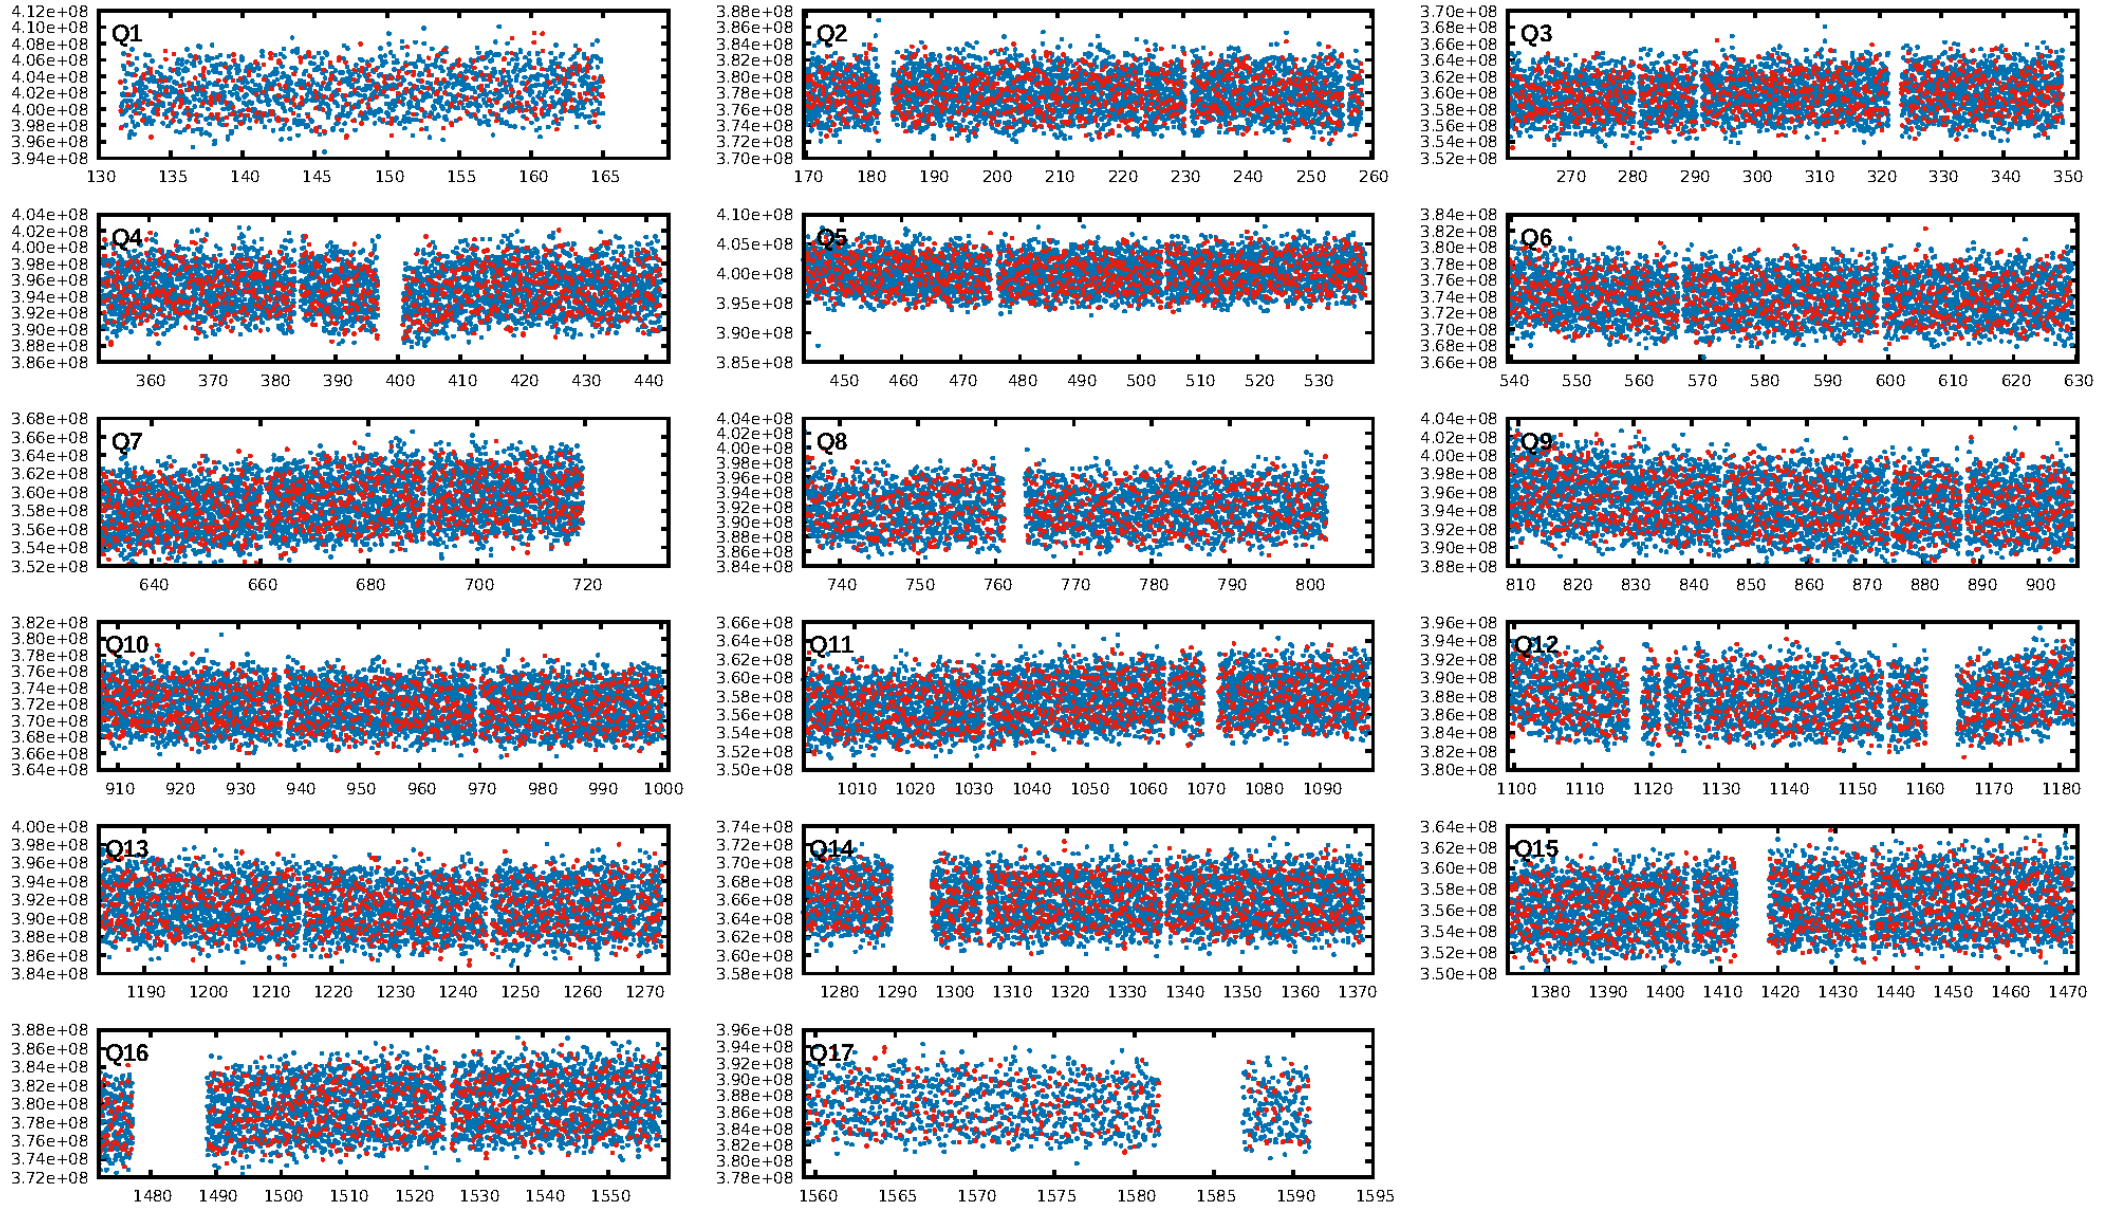 4.12e+08
4.10e+08
4.08e+08
4.06e+08
4.04e+08
4.02e+08
4.00e+08
3.98e+08
3.96e+08
3.94e+08
Q1
130 135 140 145 150 155 160 165
3.88e+08
3.86e+08
3.84e+08
3.82e+08
3.80e+08
3.78e+08
3.76e+08
3.74e+08
3.72e+08
3.70e+08
Q2
170 180 190 200 210 220 230 240 250 260
3.70e+08
3.68e+08
3.66e+08
3.64e+08
3.62e+08
3.60e+08
3.58e+08
3.56e+08
3.54e+08
3.52e+08
Q3
270 280 290 300 310 320 330 340 350
4.04e+08
4.02e+08
4.00e+08
3.98e+08
3.96e+08
3.94e+08
3.92e+08
3.90e+08
3.88e+08
3.86e+08
Q4
360 370 380 390 400 410 420 430 440
4.10e+08
4.05e+08
4.00e+08
3.95e+08
3.90e+08
3.85e+08
Q5
450 460 470 480 490 500 510 520 530
3.84e+08
3.82e+08
3.80e+08
3.78e+08
3.76e+08
3.74e+08
3.72e+08
3.70e+08
3.68e+08
3.66e+08
Q6
540 550 560 570 580 590 600 610 620 630
3.68e+08
3.66e+08
3.64e+08
3.62e+08
3.60e+08
3.58e+08
3.56e+08
3.54e+08
3.52e+08
Q7
640 660 680 700 720
4.04e+08
4.02e+08
4.00e+08
3.98e+08
3.96e+08
3.94e+08
3.92e+08
3.90e+08
3.88e+08
3.86e+08
3.84e+08
Q8
740 750 760 770 780 790 800
4.04e+08
4.02e+08
4.00e+08
3.98e+08
3.96e+08
3.94e+08
3.92e+08
3.90e+08
3.88e+08
Q9
810 820 830 840 850 860 870 880 890 900
3.82e+08
3.80e+08
3.78e+08
3.76e+08
3.74e+08
3.72e+08
3.70e+08
3.68e+08
3.66e+08
3.64e+08
Q10
910 920 930 940 950 960 970 980 990 1000
3.66e+08
3.64e+08
3.62e+08
3.60e+08
3.58e+08
3.56e+08
3.54e+08
3.52e+08
3.50e+08
Q11
1010 1020 1030 1040 1050 1060 1070 1080 1090
3.96e+08
3.94e+08
3.92e+08
3.90e+08
3.88e+08
3.86e+08
3.84e+08
3.82e+08
3.80e+08
Q12
1100 1110 1120 1130 1140 1150 1160 1170 1180
4.00e+08
3.98e+08
3.96e+08
3.94e+08
3.92e+08
3.90e+08
3.88e+08
3.86e+08
3.84e+08
Q13
1190 1200 1210 1220 1230 1240 1250 1260 1270
3.74e+08
3.72e+08
3.70e+08
3.68e+08
3.66e+08
3.64e+08
3.62e+08
3.60e+08
3.58e+08
Q14
1280 1290 1300 1310 1320 1330 1340 1350 1360 1370
3.64e+08
3.62e+08
3.60e+08
3.58e+08
3.56e+08
3.54e+08
3.52e+08
3.50e+08
Q15
1380 1390 1400 1410 1420 1430 1440 1450 1460 1470
3.88e+08
3.86e+08
3.84e+08
3.82e+08
3.80e+08
3.78e+08
3.76e+08
3.74e+08
3.72e+08
Q16
1480 1490 1500 1510 1520 1530 1540 1550
3.96e+08
3.94e+08
3.92e+08
3.90e+08
3.88e+08
3.86e+08
3.84e+08
3.82e+08
3.80e+08
3.78e+08
Q17
1560 1565 1570 1575 1580 1585 1590 1595